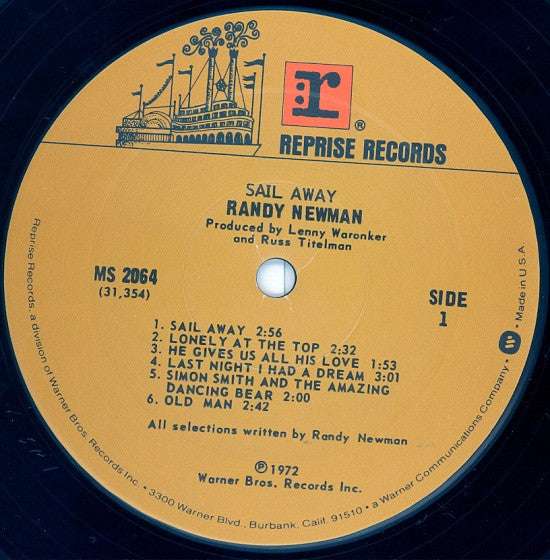 r
®
REPRISE RECORDS
SAIL AWAY
RANDY NEWMAN
Produced by Lenny Waronker
and Russ Titelman
MS 2064
(31,354)
SIDE
1
1. SAIL AWAY 2:56
2. LONELY AT THE TOP 2:32
3. HE GIVES US ALL HIS LOVE 1:53
4. LAST NIGHT I HAD A DREAM 3:01
5. SIMON SMITH AND THE AMAZING
DANCING BEAR 2:00
6. OLD MAN 2:42
All selections written by Randy Newman
℗ 1972
Warner Bros. Records Inc.
Reprise Records, a division of Warner Bros. Records Inc. • 3300 Warner Blvd., Burbank, Calif. 91510 • a Warner Communications Company • W • Made in U.S.A.